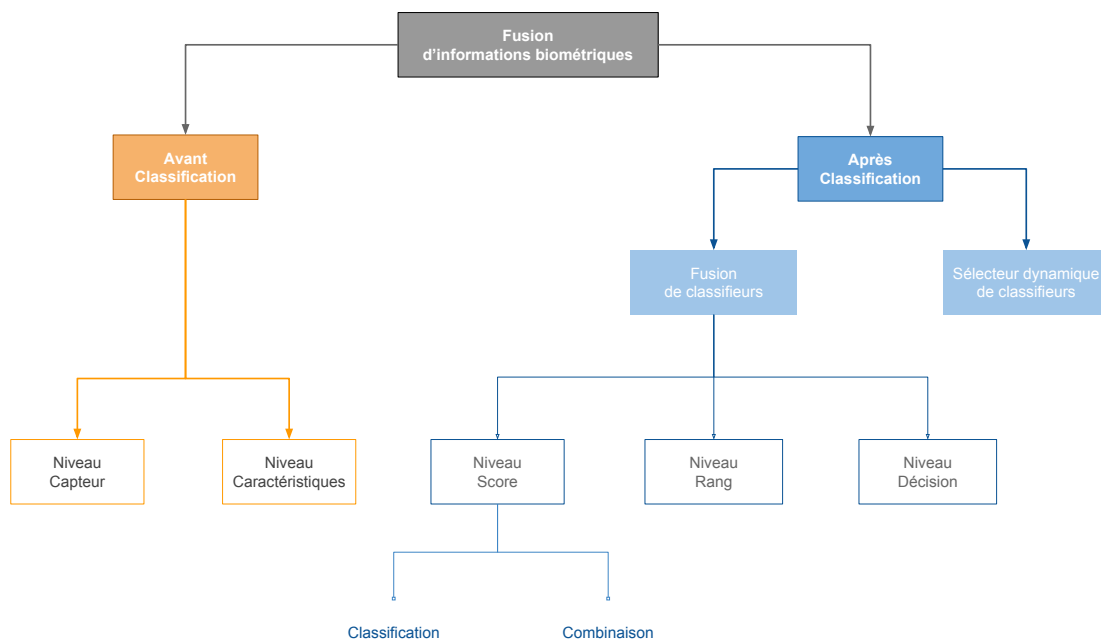 Fusion
d'informations biométriques
Avant
Classification
Après
Classification
Fusion
de classifieurs
Sélecteur dynamique
de classifieurs
Niveau
Capteur
Niveau
Caractéristiques
Niveau
Score
Niveau
Rang
Niveau
Décision
Classification
Combinaison